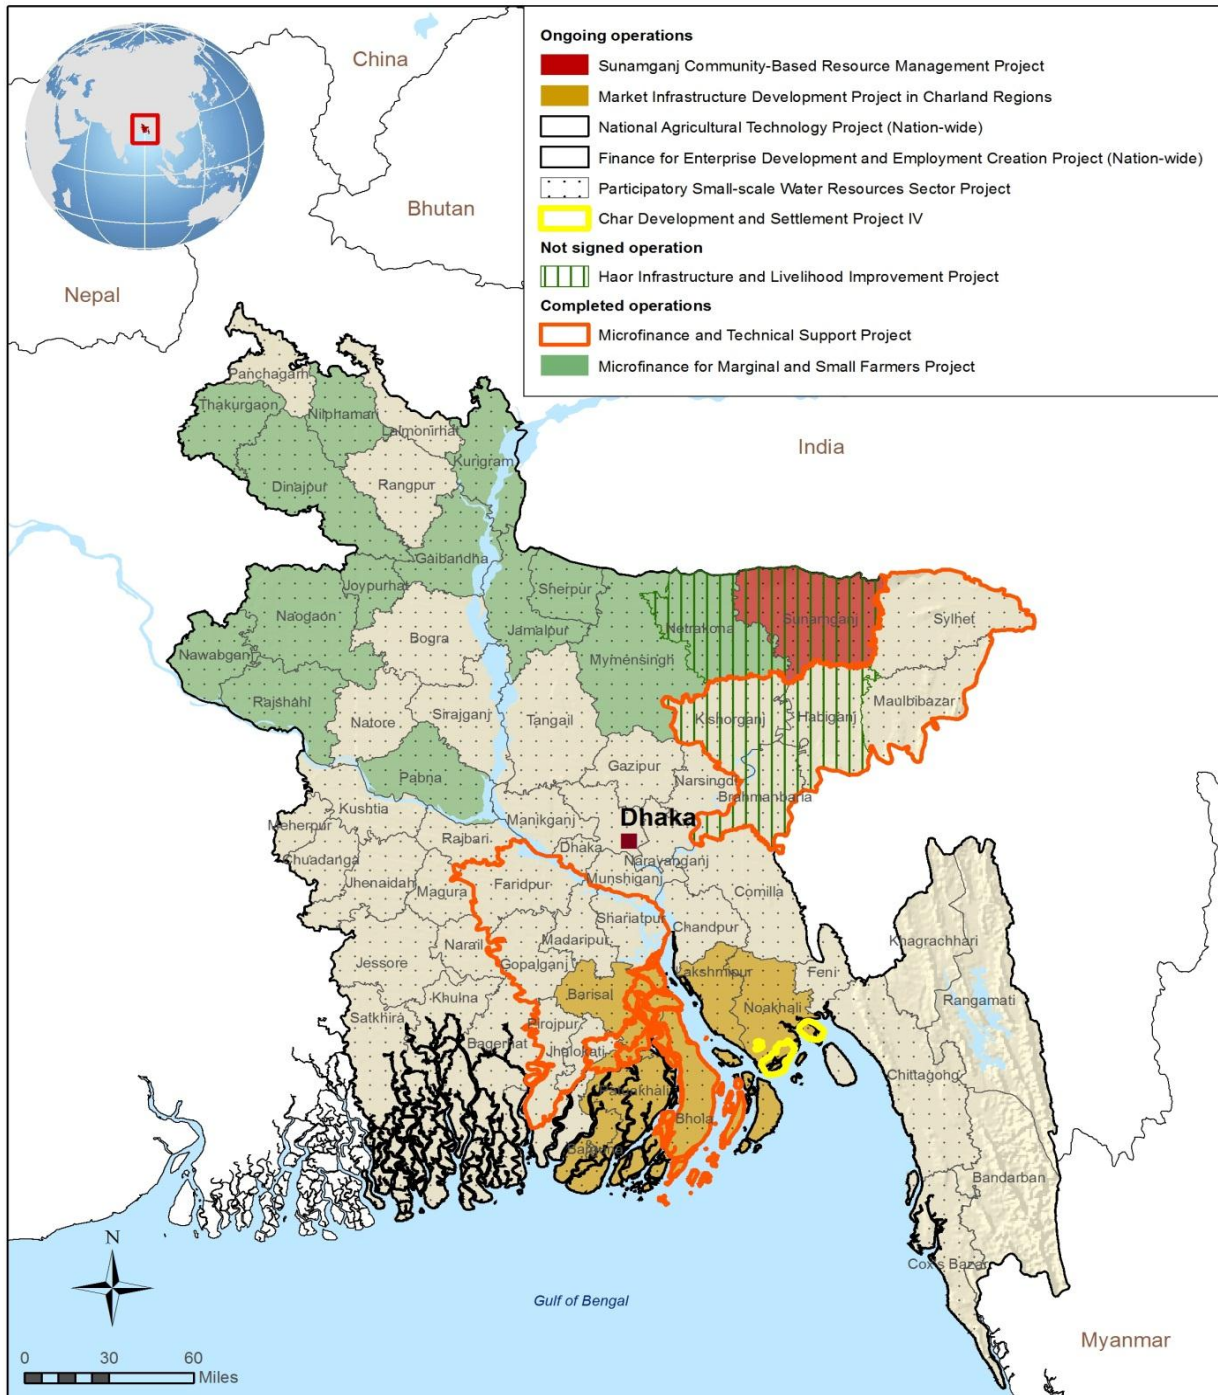 China
Bhutan
Nepal
India
Myanmar
Ongoing operations
Sunamganj Community-Based Resource Management Project
Market Infrastructure Development Project in Charland Regions
National Agricultural Technology Project (Nation-wide)
Finance for Enterprise Development and Employment Creation Project (Nation-wide)
Participatory Small-scale Water Resources Sector Project
Char Development and Settlement Project IV
Not signed operation
Haor Infrastructure and Livelihood Improvement Project
Completed operations
Microfinance and Technical Support Project
Microfinance for Marginal and Small Farmers Project
Panchagarh
Thakurgaon
Nilphamari
Lalmonirhat
Kurigram
Dinajpur
Rangpur
Gaibandha
Joypurhat
Sherpur
Naogaon
Bogra
Jamalpur
Netrakona
Sunamganj
Sylhet
Nawabganj
Mymensingh
Rajshahi
Natore
Sirajganj
Tangail
Kishorganj
Habiganj
Maulbibazar
Pabna
Gazipur
Narsingdi
Brahmanbaria
Kushtia
Manikganj
Dhaka
Meherpur
Rajbari
Dhaka
Chuadanga
Narayanganj
Jhenaidah
Magura
Faridpur
Munshiganj
Comilla
Shariatpur
Chandpur
Narail
Madaripur
Khagrachhari
Jessore
Gopalganj
Lakshmipur
Feni
Khulna
Barisal
Noakhali
Rangamati
Satkhira
Pirojpur
Bagerhat
Jhalokati
Chittagong
Patuakhali
Bhola
Barguna
Bandarban
Cox's Bazar
N
Gulf of Bengal
0 30 60
Miles